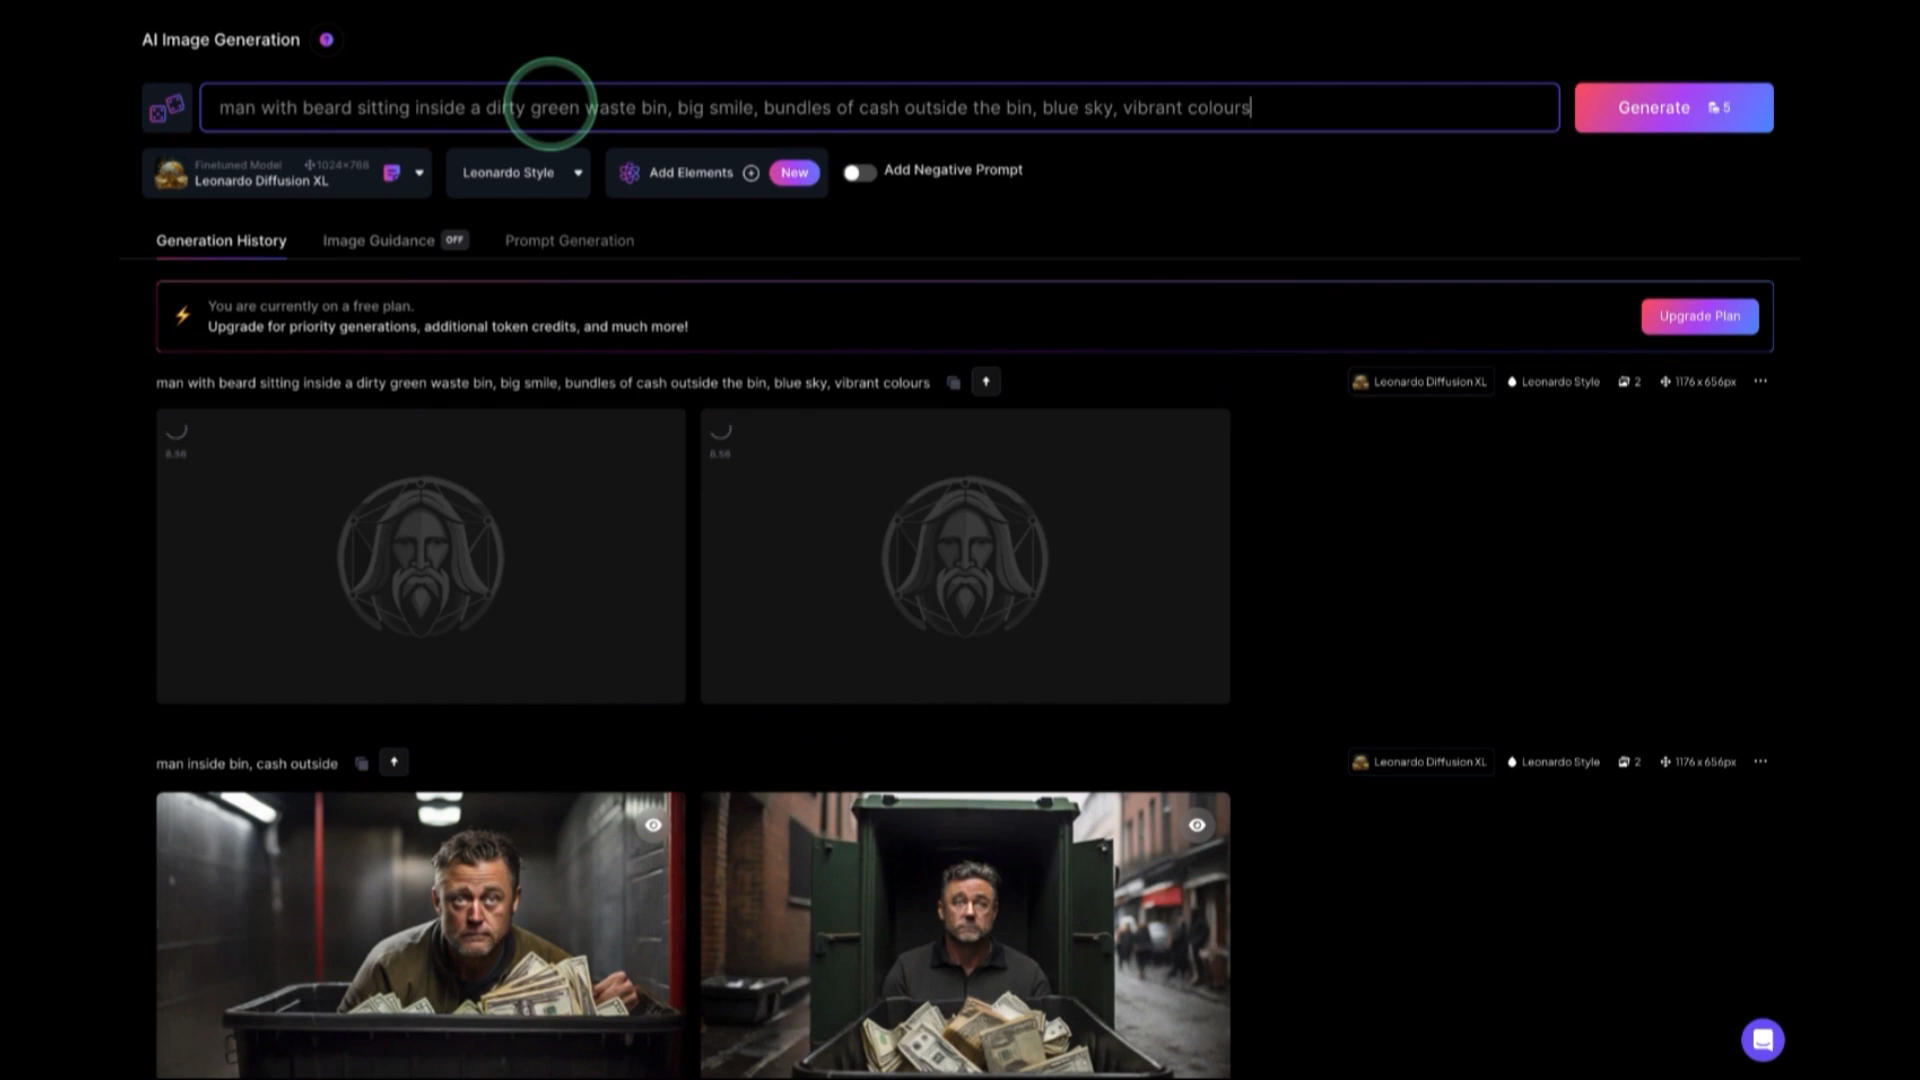 AI Image Generation
man with beard sitting inside a dirty green waste bin, big smile, bundles of cash outside the bin, blue sky, vibrant colours
Generate 5
Finetuned Model 1024×768
Leonardo Diffusion XL
Leonardo Style
Add Elements
New
Add Negative Prompt
Generation History
Image Guidance OFF
Prompt Generation
You are currently on a free plan.
Upgrade for priority generations, additional token credits, and much more!
Upgrade Plan
man with beard sitting inside a dirty green waste bin, big smile, bundles of cash outside the bin, blue sky, vibrant colours
Leonardo Diffusion XL Leonardo Style 2 1176 x 656px
8.56 8.56
man inside bin, cash outside
Leonardo Diffusion XL Leonardo Style 2 1176 x 656px